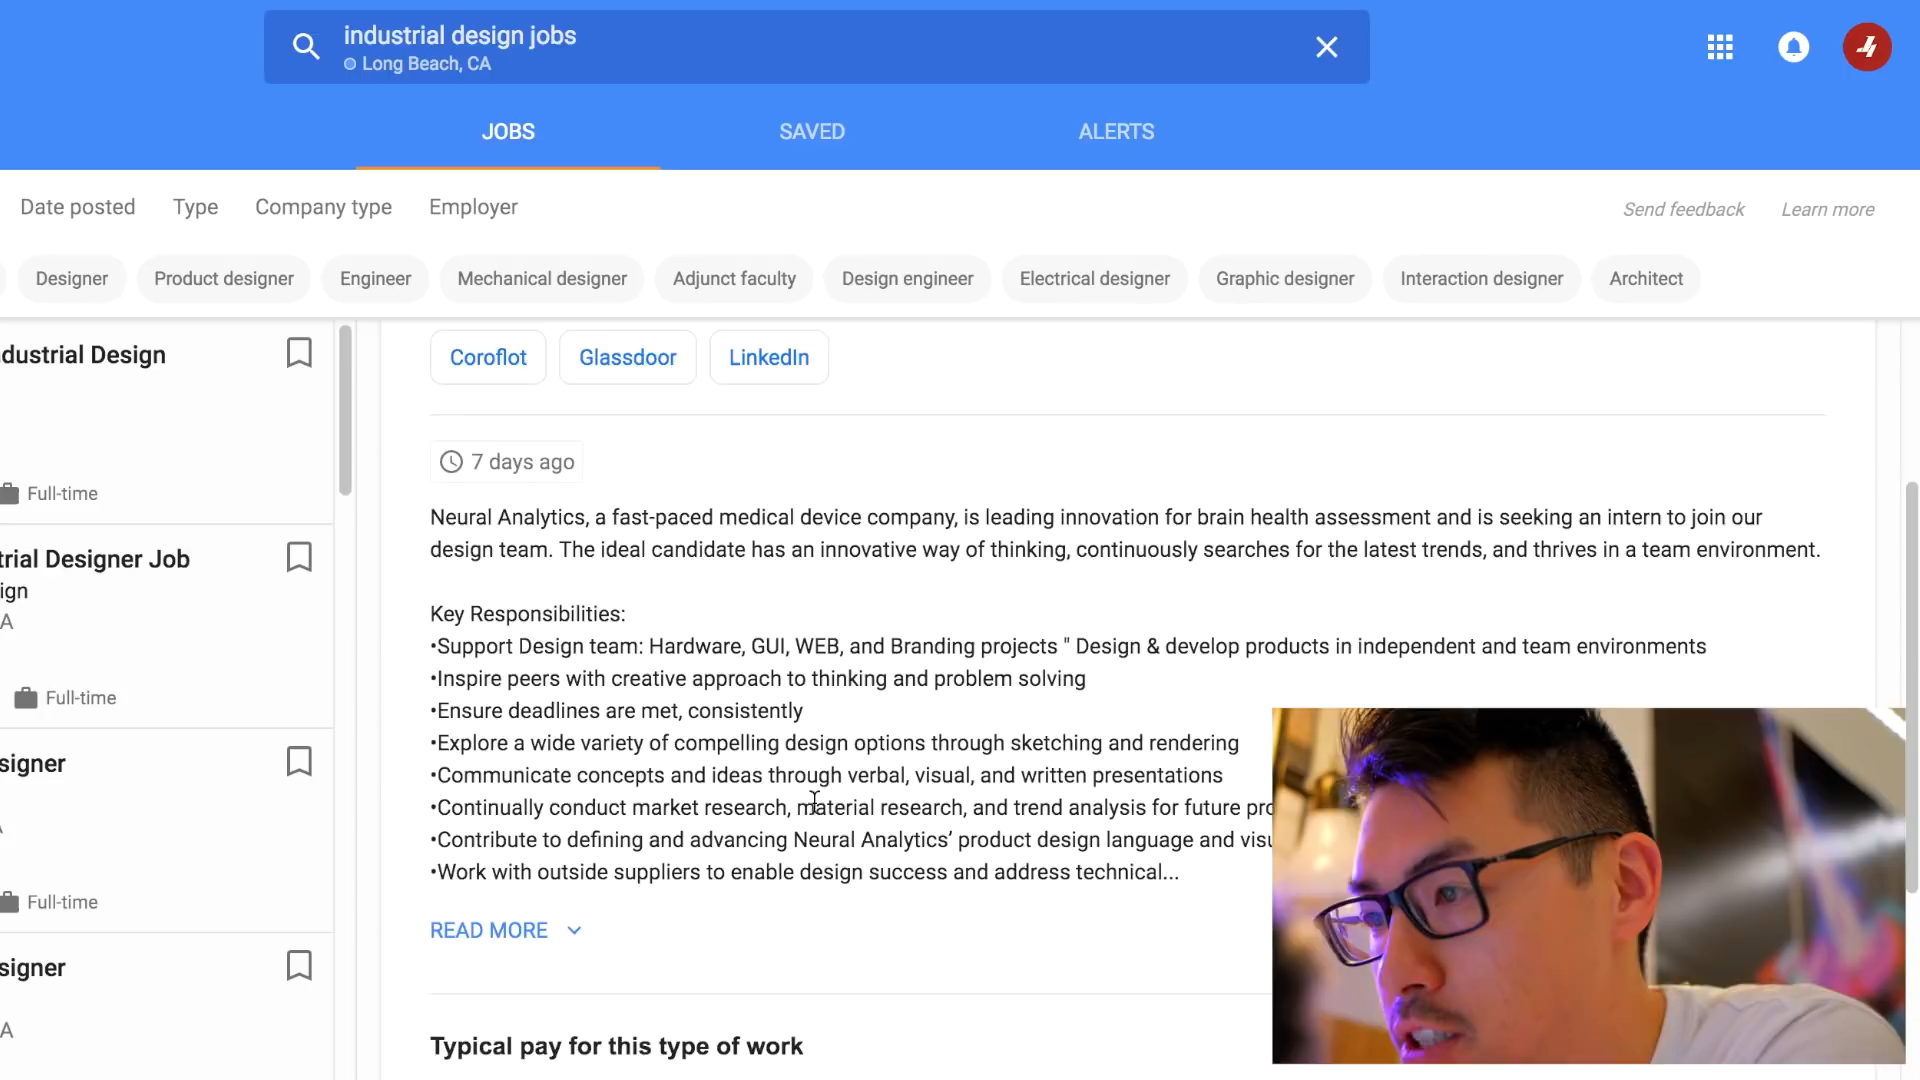 industrial design jobs
Long Beach, CA
JOBS
SAVED
ALERTS
Date posted
Type
Company type
Employer
Send feedback
Learn more
Designer
Product designer
Engineer
Mechanical designer
Adjunct faculty
Design engineer
Electrical designer
Graphic designer
Interaction designer
Architect
dustrial Design
Full-time
trial Designer Job
ign
A
Full-time
signer
Full-time
signer
A
Coroflot
Glassdoor
LinkedIn
7 days ago
Neural Analytics, a fast-paced medical device company, is leading innovation for brain health assessment and is seeking an intern to join our
design team. The ideal candidate has an innovative way of thinking, continuously searches for the latest trends, and thrives in a team environment.
Key Responsibilities:
•Support Design team: Hardware, GUI, WEB, and Branding projects " Design & develop products in independent and team environments
•Inspire peers with creative approach to thinking and problem solving
•Ensure deadlines are met, consistently
•Explore a wide variety of compelling design options through sketching and rendering
•Communicate concepts and ideas through verbal, visual, and written presentations
•Continually conduct market research, material research, and trend analysis for future pro
•Contribute to defining and advancing Neural Analytics’ product design language and visu
•Work with outside suppliers to enable design success and address technical...
READ MORE
Typical pay for this type of work